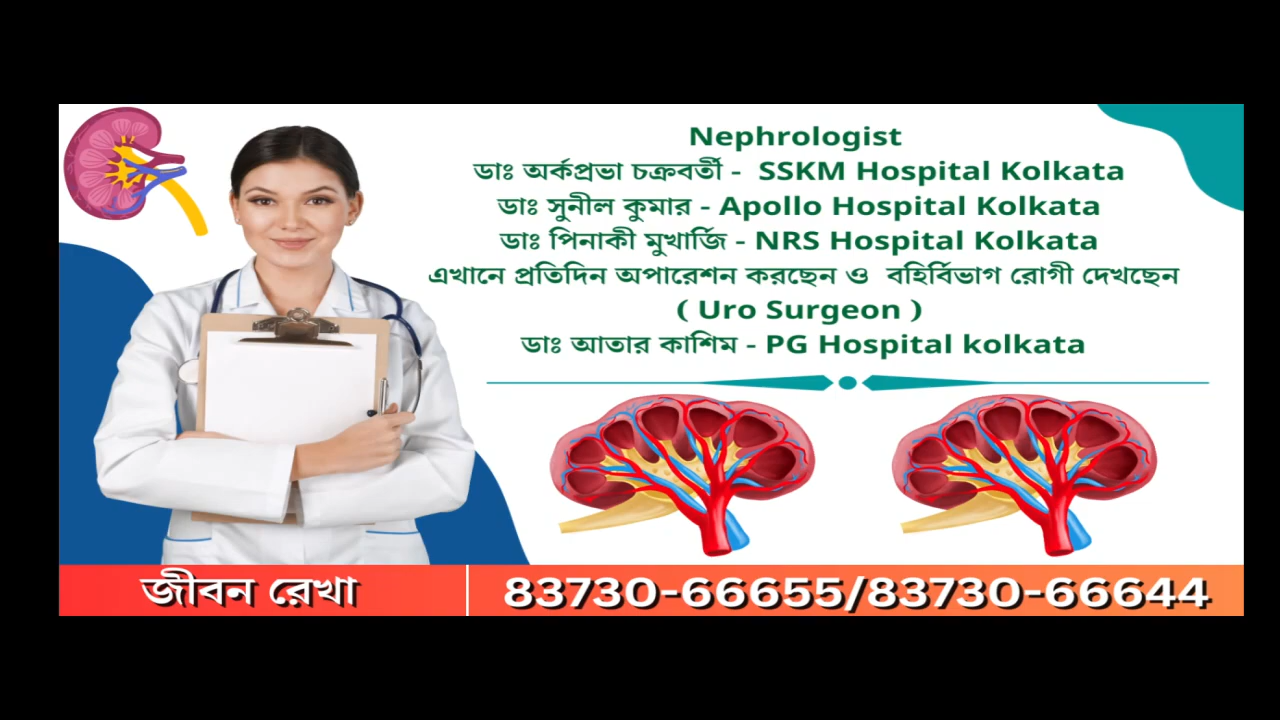 Nephrologist
ডাঃ অর্কপ্রভা চক্রবর্তী - SSKM Hospital Kolkata
ডাঃ সুনীল কুমার - Apollo Hospital Kolkata
ডাঃ পিনাকী মুখার্জি - NRS Hospital Kolkata
এখানে প্রতিদিন অপারেশন করছেন ও বহির্বিভাগ রোগী দেখছেন
( Uro Surgeon )
ডাঃ আতার কাশিম - PG Hospital kolkata
জীবন রেখা
83730-66655/83730-66644